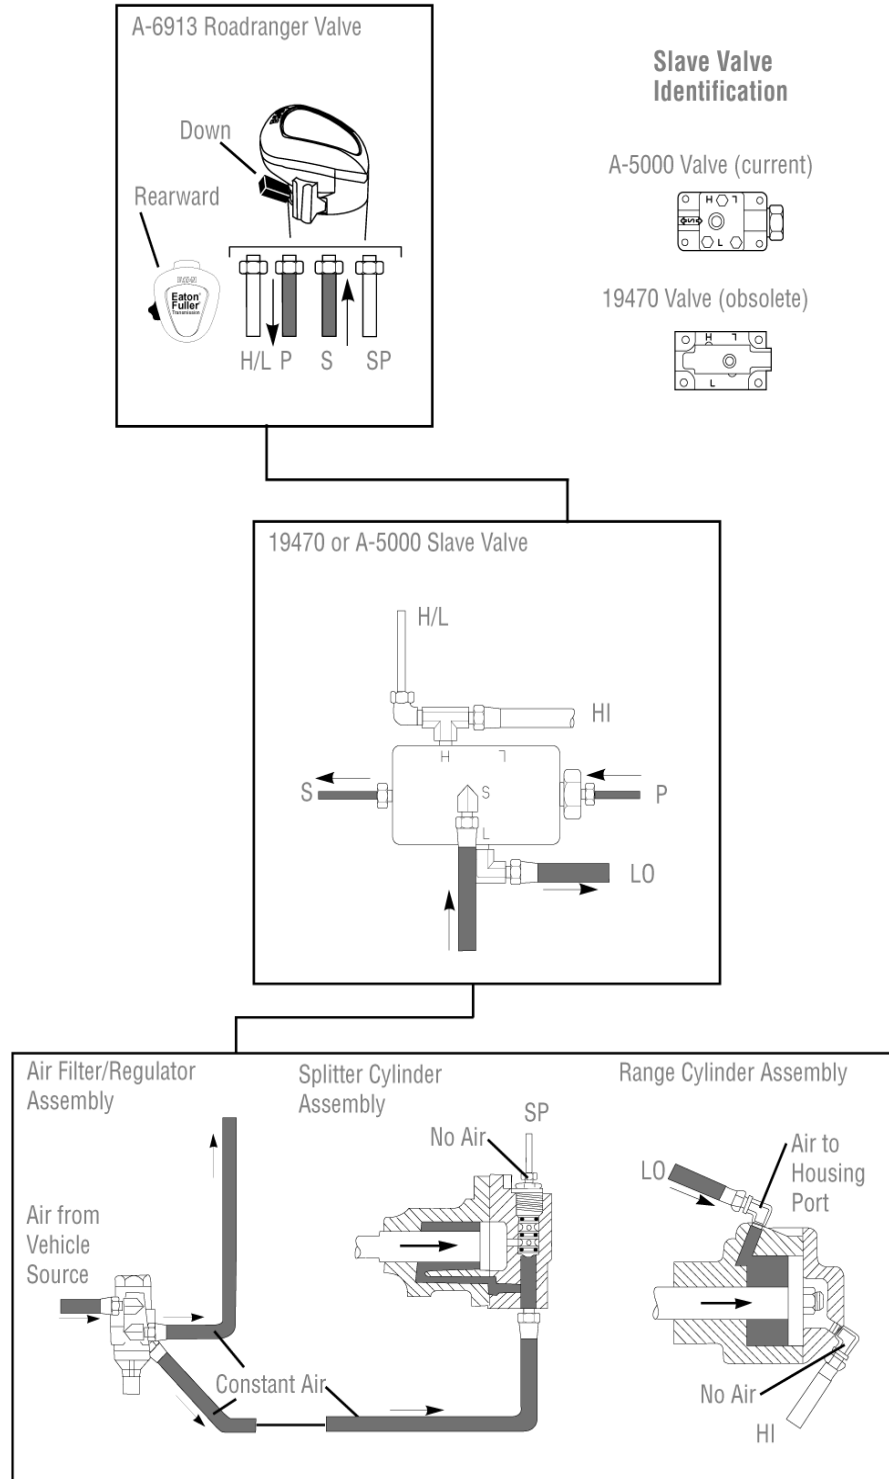 A-6913 Roadranger Valve
Down
Rearward
Eaton®
Fuller®
Transmission
H/L P S SP
Slave Valve
Identification
A-5000 Valve (current)
H L
S
L
19470 Valve (obsolete)
H L
L
19470 or A-5000 Slave Valve
H/L
HI
H L
S
S
P
L
LO
Air Filter/Regulator
Assembly
Air from
Vehicle
Source
Constant Air
Splitter Cylinder
Assembly
SP
No Air
Range Cylinder Assembly
LO
Air to
Housing
Port
No Air
HI